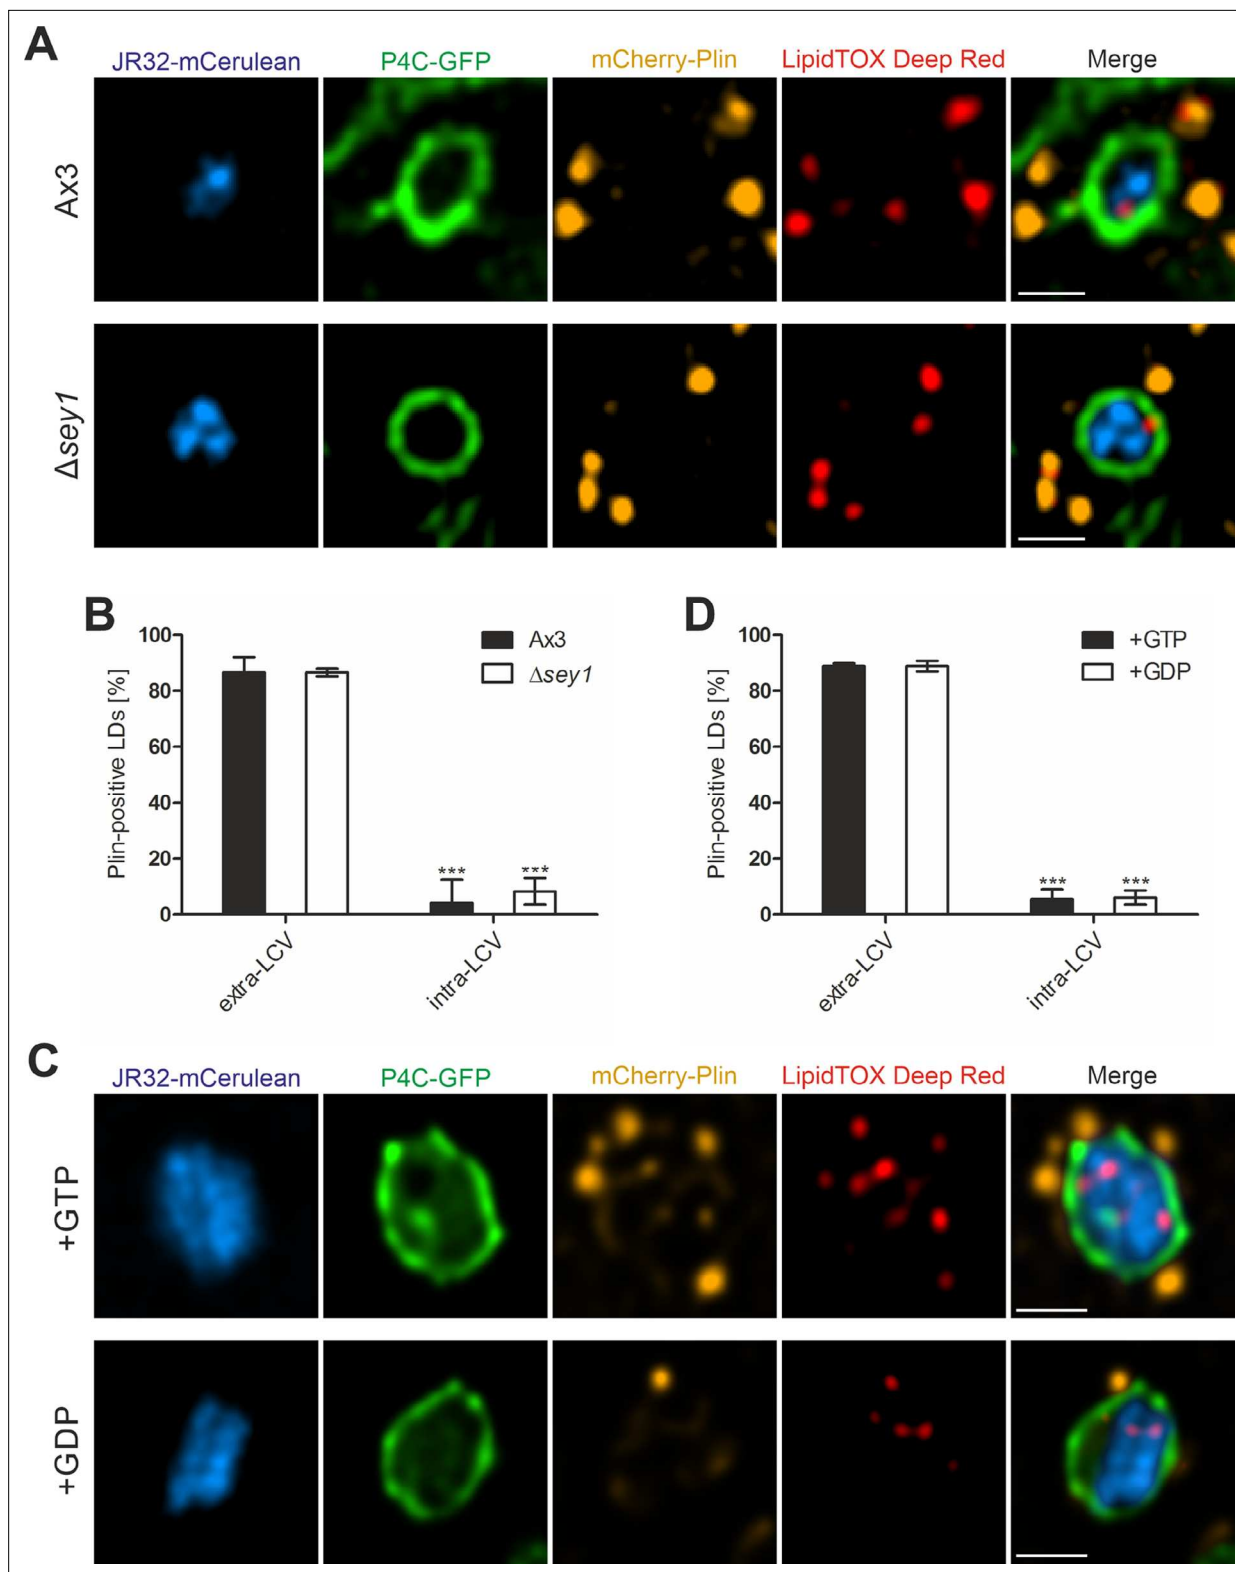 A
JR32-mCerulean P4C-GFP mCherry-Plin LipidTOX Deep Red Merge
Ax3
Δsey1
B
Plin-positive LDs [%]
100
80
60
40
20
0
Ax3
Δsey1
*** ***
extra-LCV intra-LCV
D
Plin-positive LDs [%]
100
80
60
40
20
0
+GTP
+GDP
*** ***
extra-LCV intra-LCV
C
JR32-mCerulean P4C-GFP mCherry-Plin LipidTOX Deep Red Merge
+GTP
+GDP